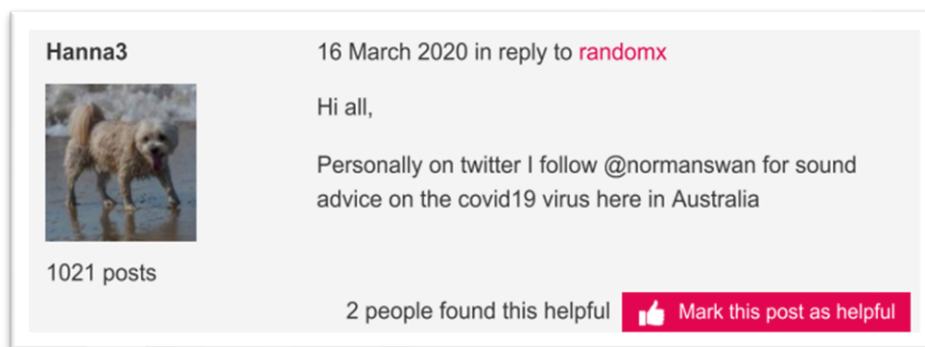 Hanna3
16 March 2020 in reply to randomx
Hi all,
Personally on twitter I follow @normanswan for sound
advice on the covid19 virus here in Australia
1021 posts
2 people found this helpful
Mark this post as helpful